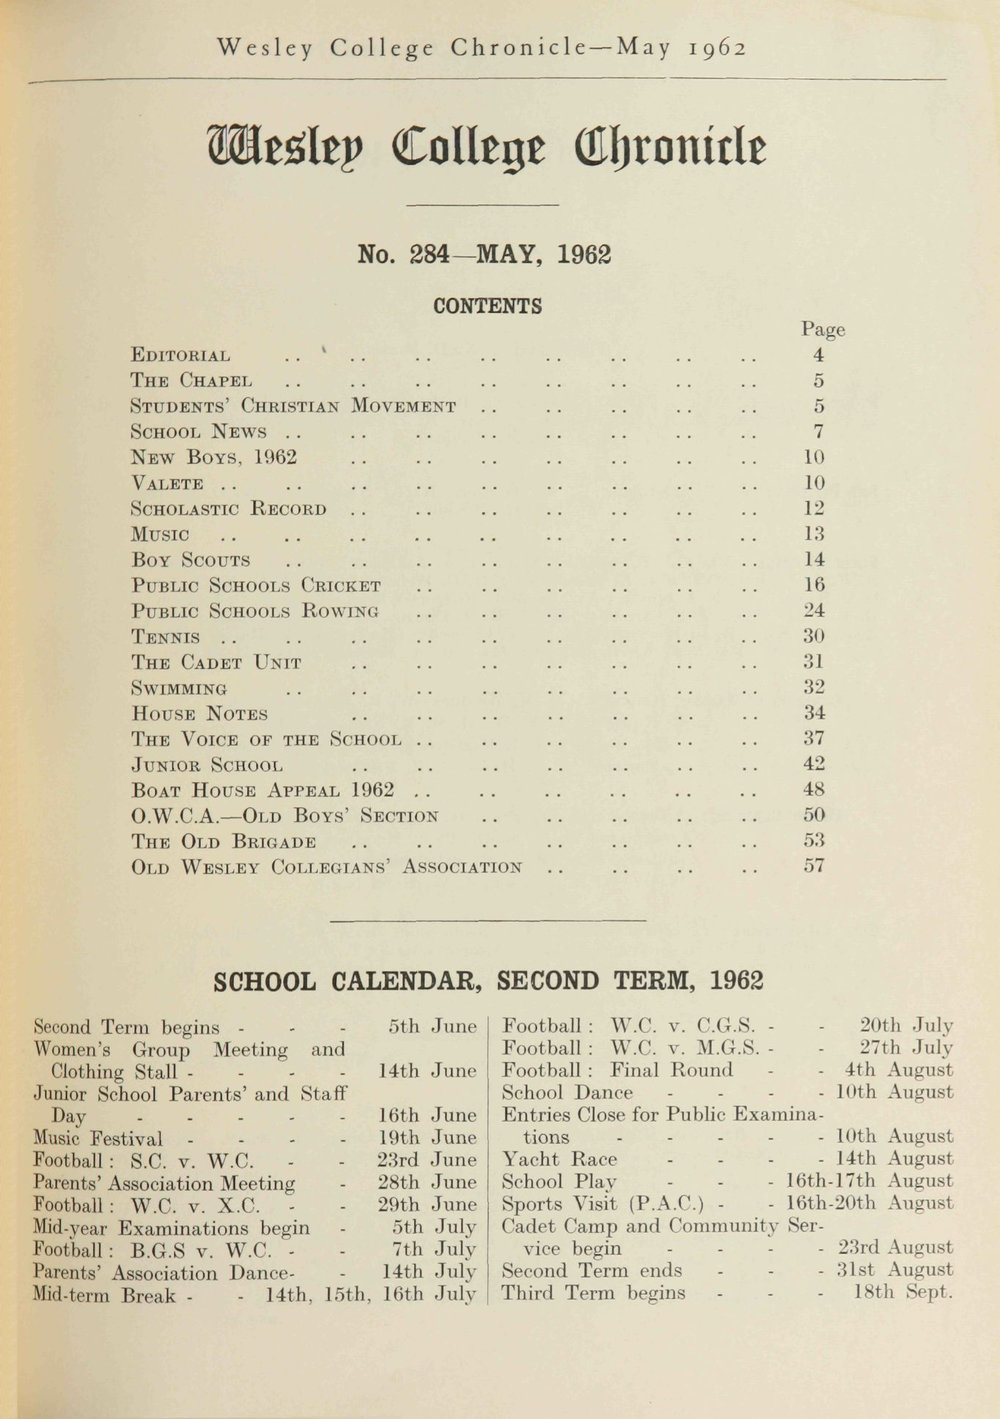 Wesley College Chronicle—May 1962
Wesley College Chronicle
No. 284—MAY, 1962
CONTENTS
Page
EDITORIAL .. .. .. .. .. .. .. .. 4
THE CHAPEL .. .. .. .. .. .. .. .. 5
STUDENTS' CHRISTIAN MOVEMENT .. .. .. .. .. 5
SCHOOL NEWS .. .. .. .. .. .. .. .. 7
NEW BOYS, 1962 .. .. .. .. .. .. .. 10
VALETE .. .. .. .. .. .. .. .. .. 10
SCHOLASTIC RECORD .. .. .. .. .. .. .. 12
MUSIC .. .. .. .. .. .. .. .. .. 13
BOY SCOUTS .. .. .. .. .. .. .. .. 14
PUBLIC SCHOOLS CRICKET .. .. .. .. .. .. 16
PUBLIC SCHOOLS ROWING .. .. .. .. .. .. 24
TENNIS .. .. .. .. .. .. .. .. .. 30
THE CADET UNIT .. .. .. .. .. .. .. 31
SWIMMING .. .. .. .. .. .. .. .. 32
HOUSE NOTES .. .. .. .. .. .. .. 34
THE VOICE OF THE SCHOOL .. .. .. .. .. .. 37
JUNIOR SCHOOL .. .. .. .. .. .. .. 42
BOAT HOUSE APPEAL 1962 .. .. .. .. .. .. 48
O.W.C.A.—OLD BOYS' SECTION .. .. .. .. .. 50
THE OLD BRIGADE .. .. .. .. .. .. .. 53
OLD WESLEY COLLEGIANS' ASSOCIATION .. .. .. .. 57
SCHOOL CALENDAR, SECOND TERM, 1962
Second Term begins - - - 5th June
Women's Group Meeting and
Clothing Stall - - - - 14th June
Junior School Parents' and Staff
Day - - - - - 16th June
Music Festival - - - - 19th June
Football: S.C. v. W.C. - - 23rd June
Parents' Association Meeting - 28th June
Football: W.C. v. X.C. - - 29th June
Mid-year Examinations begin - 5th July
Football: B.G.S v. W.C. - - 7th July
Parents' Association Dance- - 14th July
Mid-term Break - - 14th, 15th, 16th July
Football: W.C. v. C.G.S. - - 20th July
Football: W.C. v. M.G.S. - - 27th July
Football: Final Round - - 4th August
School Dance - - - - 10th August
Entries Close for Public Examina-
tions - - - - - 10th August
Yacht Race - - - - 14th August
School Play - - - 16th-17th August
Sports Visit (P.A.C.) - - 16th-20th August
Cadet Camp and Community Ser-
vice begin - - - - 23rd August
Second Term ends - - - 31st August
Third Term begins - - - 18th Sept.